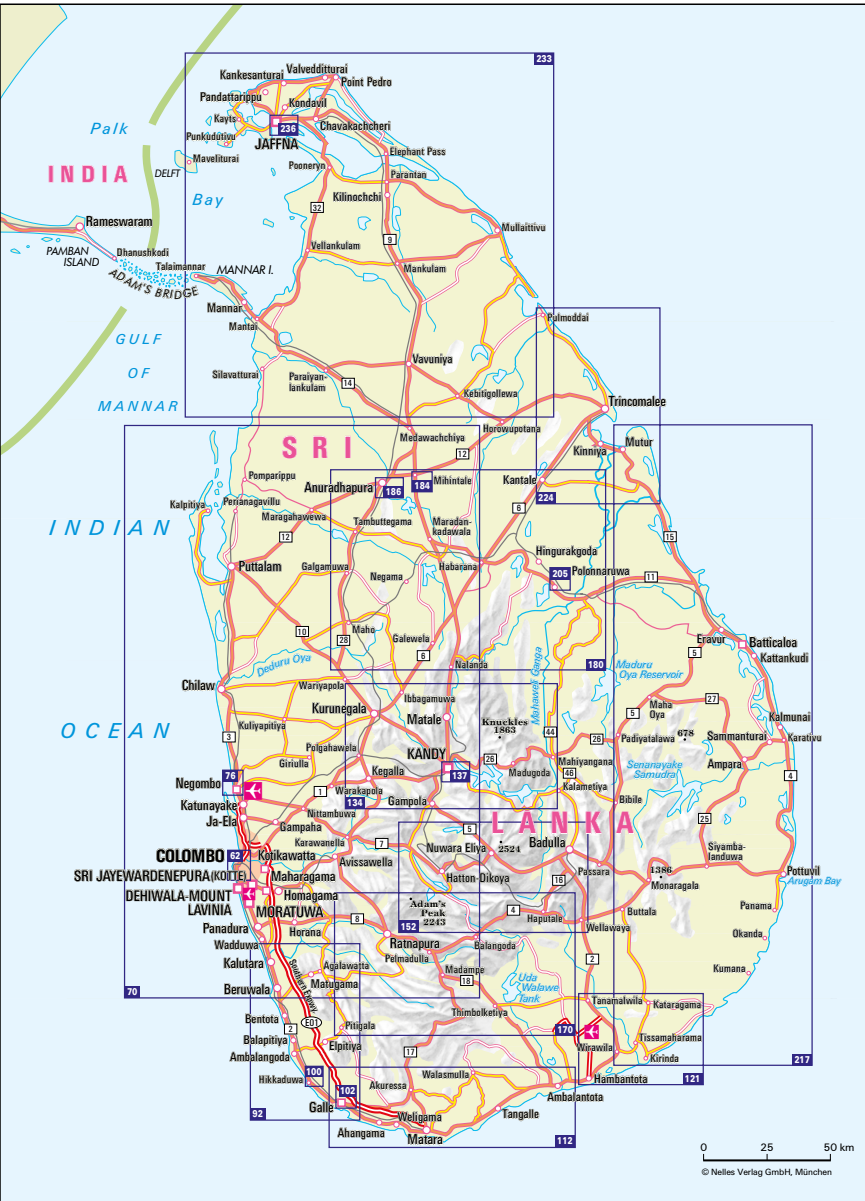 233
Kankesanturai
Valvedditturai
Point Pedro
Pandattarippu
Kondavil
Kayts
Chavakachcheri
236
Punkudutivu
JAFFNA
Palk
Bay
Maveliturai
DELFT
Elephant Pass
Pooneryn
Parantan
INDIA
Kilinochchi
32
Rameswaram
Mullaittivu
9
PAMBAN
ISLAND
Vellankulam
Dhanushkodi
Talaimannar
MANNAR I.
Mankulam
ADAM'S BRIDGE
Mannar
Mantai
Pulmoddai
GULF
OF
MANNAR
Silavatturai
Vavuniya
Paraiyan-
lankulam
14
Kebitigollewa
Trincomalee
Medawachchiya
Horowupotana
SRI
12
Kinniya
Mutur
Pomparippu
Anuradhapura
186
184
Mihintale
Kantale
224
Kalpitiya
Perianagavillu
Maragahawewa
6
INDIAN
Tambuttegama
Maradan-
kadawala
15
12
Hingurakgoda
Puttalam
Galgamuwa
Habarana
205
Polonnaruwa
Negama
11
10
Maho
28
Galewela
Eravur
Batticaloa
5
Kattankudi
6
Deduru Oya
Nalanda
180
Maduru
Oya Reservoir
Mahaweli Ganga
Chilaw
Wariyapola
Ibbagamuwa
Maha
Oya
27
Kurunegala
Matale
Knuckles
1863
5
Kalmunai
OCEAN
3
Kuliyapitiya
44
26
Padiyatalawa
678
Sammanturai
Karativu
Polgahawela
KANDY
26
Mahiyangana
Ampara
Giriulla
137
Madugoda
46
Senanayake
Samudra
4
Negombo
76
Kegalla
Kalametiya
1
Warakapola
134
Bibile
Katunayake
Nittambuwa
Gampola
LANKA
Ja-Ela
Gampaha
25
Karawanella
7
5
Siyamba-
landuwa
COLOMBO
62
Kotikawatta
Avissawella
Nuwara Eliya
2524
Badulla
Passara
1386
Pottuvil
SRI JAYEWARDENEPURA(KOTTE)
Maharagama
Hatton-Dikoya
16
Monaragala
Arugam Bay
DEHIWALA-MOUNT
LAVINIA
Homagama
MORATUWA
Adam's
Peak
2243
4
Haputale
Buttala
Panama
Panadura
Horana
8
152
Wellawaya
Okanda
Ratnapura
Balangoda
Wadduwa
Pelmadulla
2
Kumana
Kalutara
Agalawatta
Madampe
Uda
Walawe
Tank
70
Matugama
18
Beruwala
Southern Expwy.
Tanamalwila
Kataragama
Thimbolketiya
Bentota
E01
Pitigala
170
2
Balapitiya
Elpitiya
Wirawila
Tissamaharama
Ambalangoda
17
Kirinda
217
100
Hikkaduwa
Walasmulla
Akuressa
Hambantota
121
102
Ambalantota
Galle
Weligama
Tangalle
92
Ahangama
Matara
112
0 25 50 km
© Nelles Verlag GmbH, München